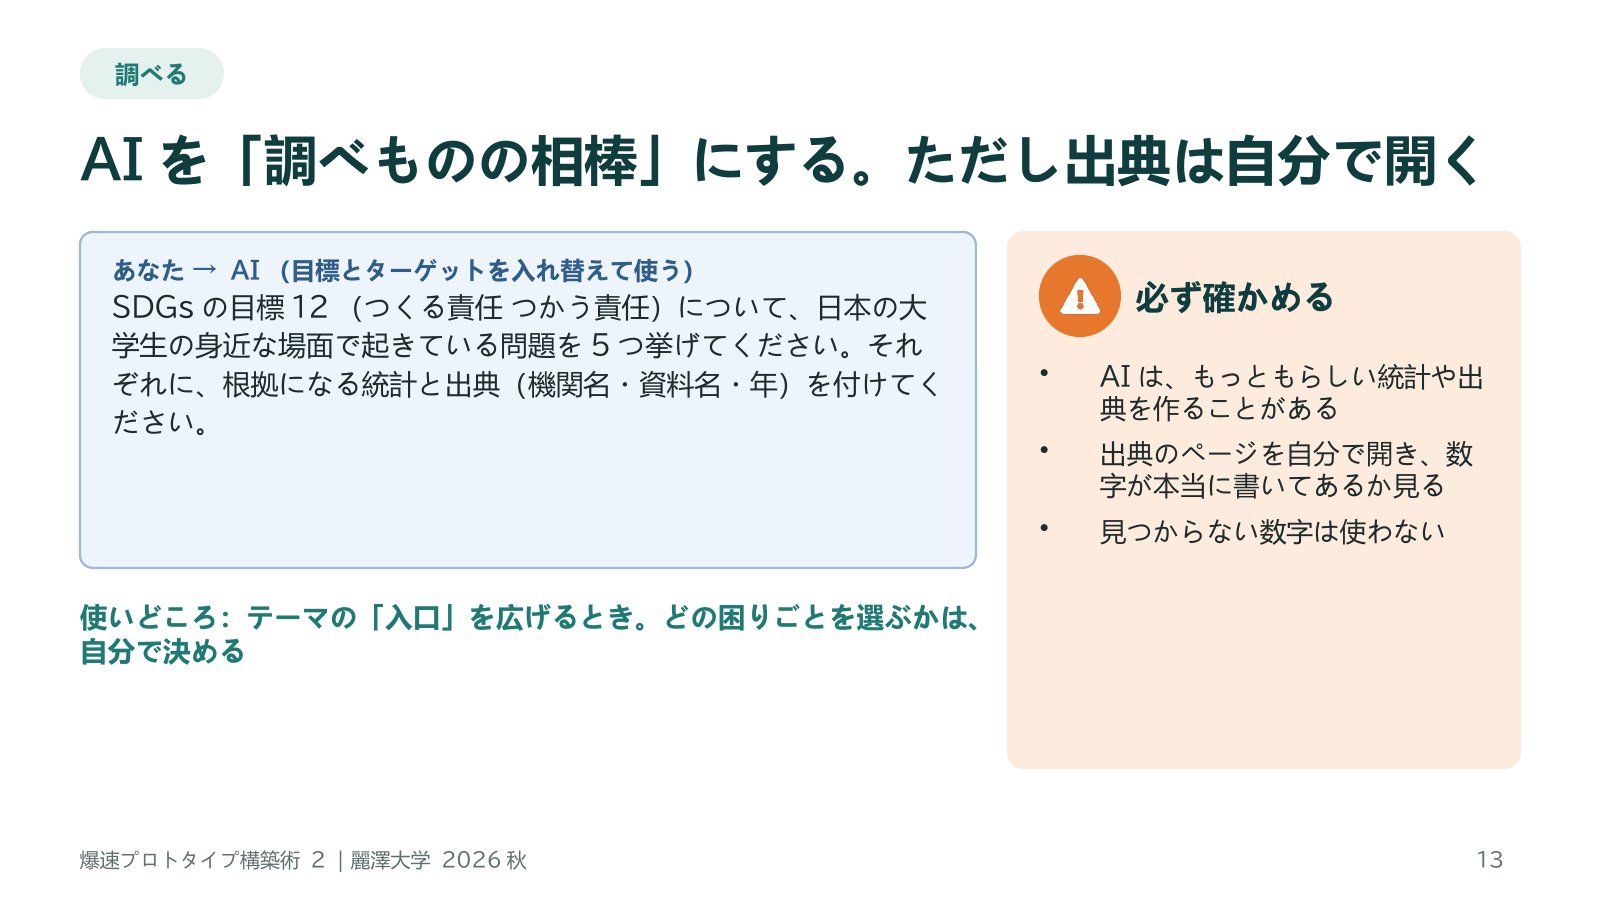 調べる
AI を「調べものの相棒」にする。ただし出典は自分で開く
あなた → AI （目標とターゲットを入れ替えて使う）
SDGs の目標 12 （つくる責任 つかう責任）について、日本の大
学生の身近な場面で起きている問題を 5 つ挙げてください。それ
ぞれに、根拠になる統計と出典（機関名・資料名・年）を付けてく
ださい。
使いどころ：テーマの「入口」を広げるとき。どの困りごとを選ぶかは、
自分で決める
必ず確かめる
• AI は、もっともらしい統計や出
典を作ることがある
• 出典のページを自分で開き、数
字が本当に書いてあるか見る
• 見つからない数字は使わない
爆速プロトタイプ構築術 2 | 麗澤大学 2026 秋
13